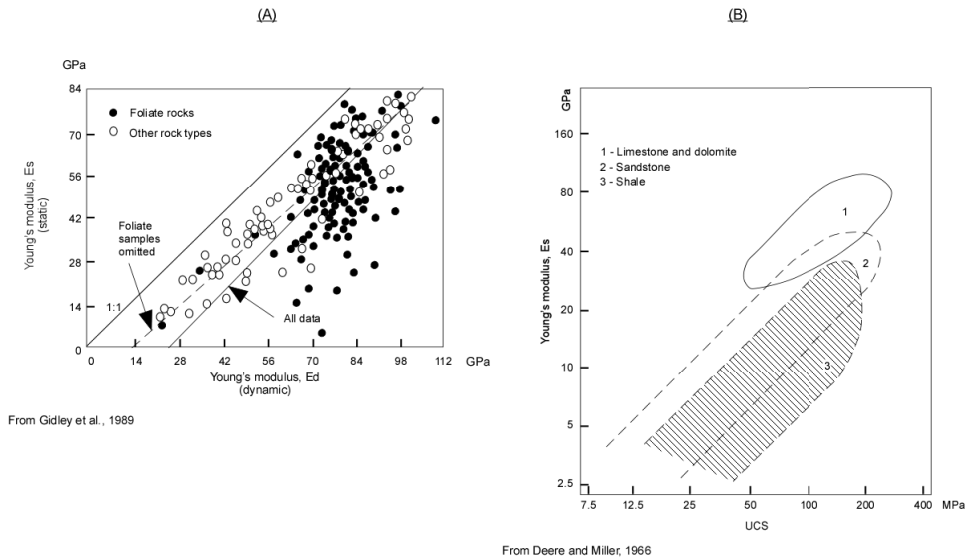 (A)
GPa
84
70
56
42
28
14
0
Young's modulus, Es
(static)
Foliate rocks
Other rock types
Foliate
samples
omitted
1:1
All data
0 14 28 42 56 70 84 98 112 GPa
Young's modulus, Ed
(dynamic)
From Gidley et al., 1989
(B)
GPa
160
80
40
20
10
5
2.5
Young's modulus, Es
1 - Limestone and dolomite
2 - Sandstone
3 - Shale
1
2
3
7.5 12.5 25 50 100 200 400 MPa
UCS
From Deere and Miller, 1966